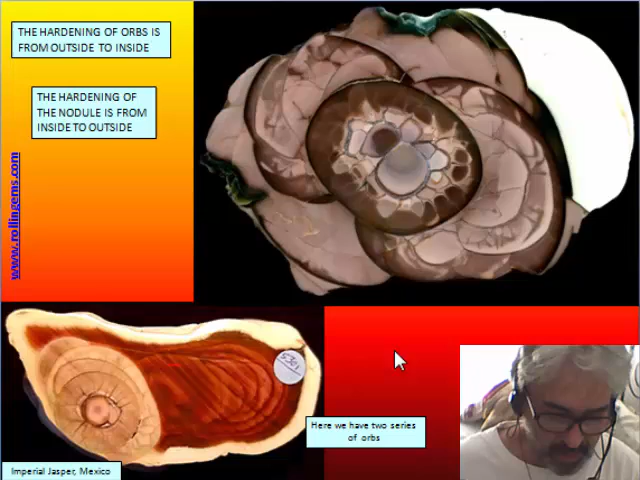 THE HARDENING OF ORBS IS
FROM OUTSIDE TO INSIDE
THE HARDENING OF
THE NODULE IS FROM
INSIDE TO OUTSIDE
www.rollingems.com
Here we have two series
of orbs
Imperial Jasper, Mexico